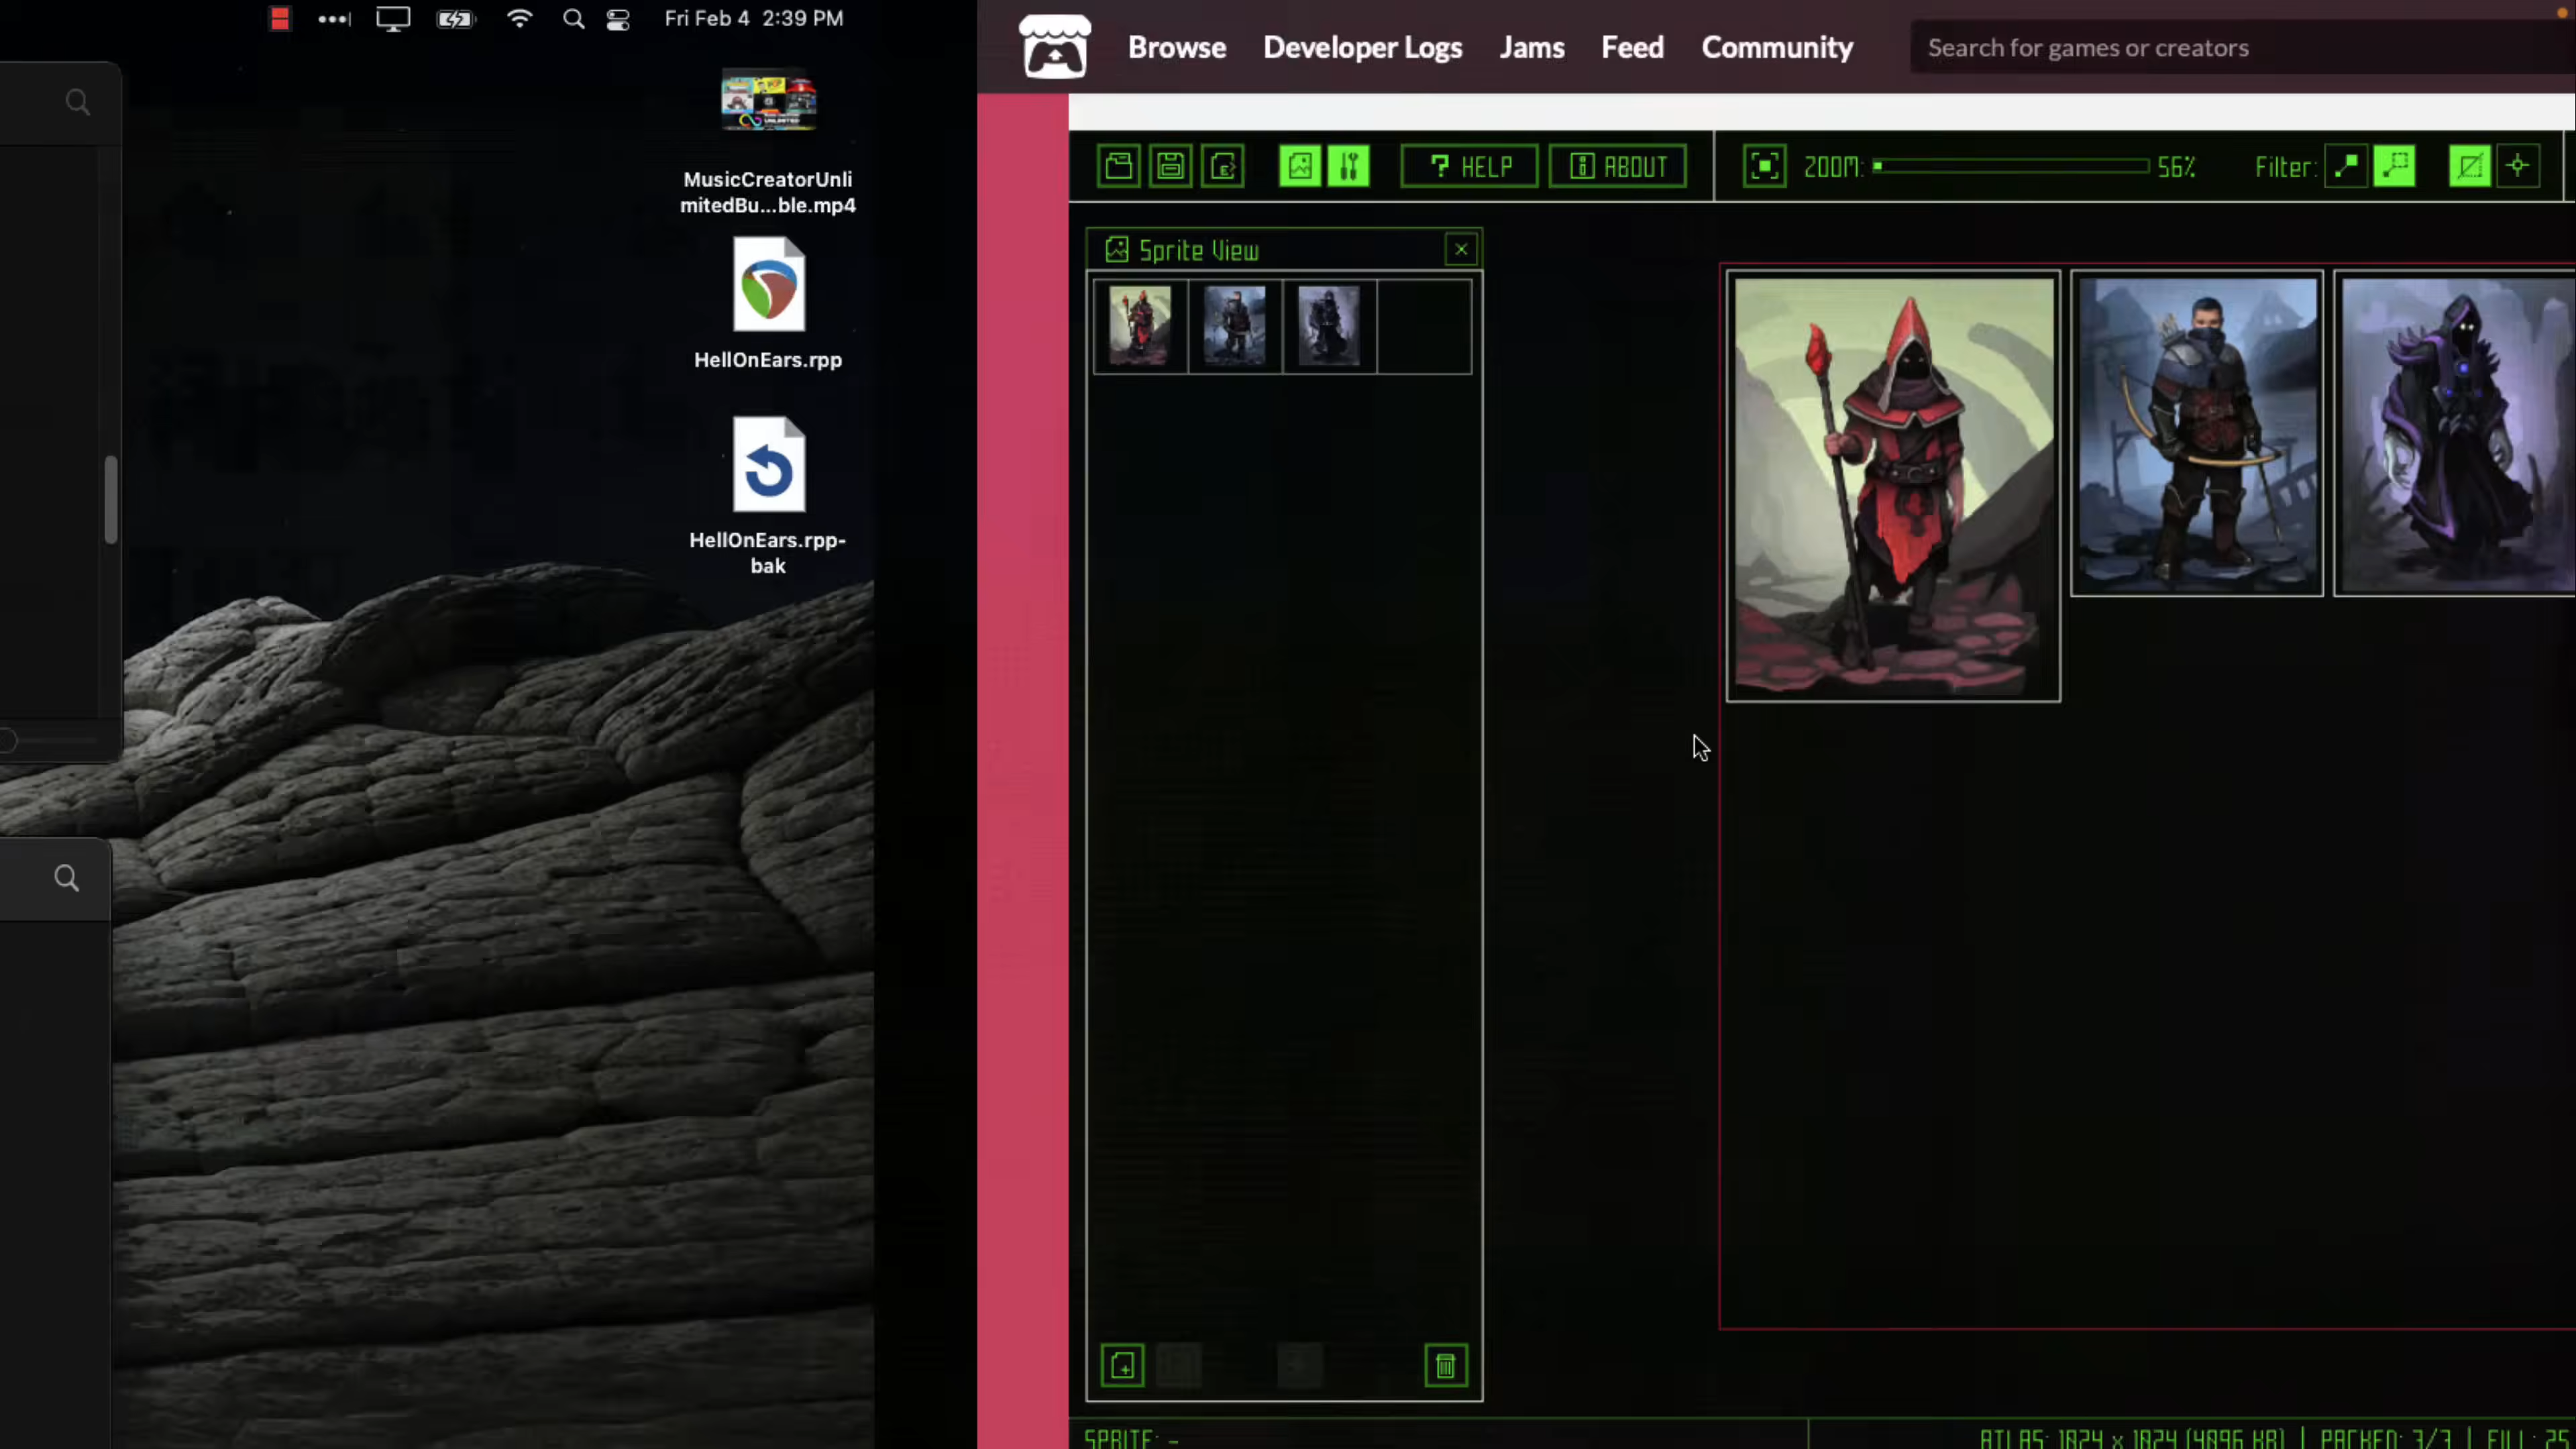 Fri Feb 4 2:39 PM
MusicCreatorUnli
mitedBu...ble.mp4
HellOnEars.rpp
HellOnEars.rpp-
bak
Browse Developer Logs Jams Feed Community Search for games or creators
? HELP ABOUT ZOOM: 56% Filter:
Sprite View
SPRITE: - ATLAS: 1024 x 1024 (4096 KB) | PACKED: 3/3 | FILL: 25